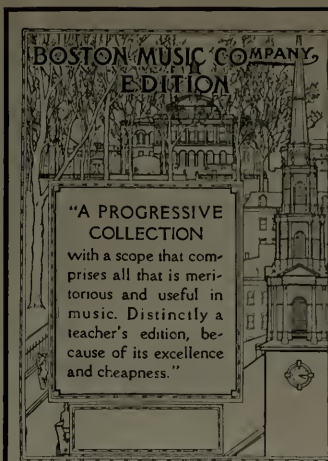 BOSTON MUSIC COMPANY
EDITION
"A PROGRESSIVE
COLLECTION
with a scope that com-
prises all that is meri-
torious and useful in
music. Distinctly a
teacher's edition, be-
cause of its excellence
and cheapness."